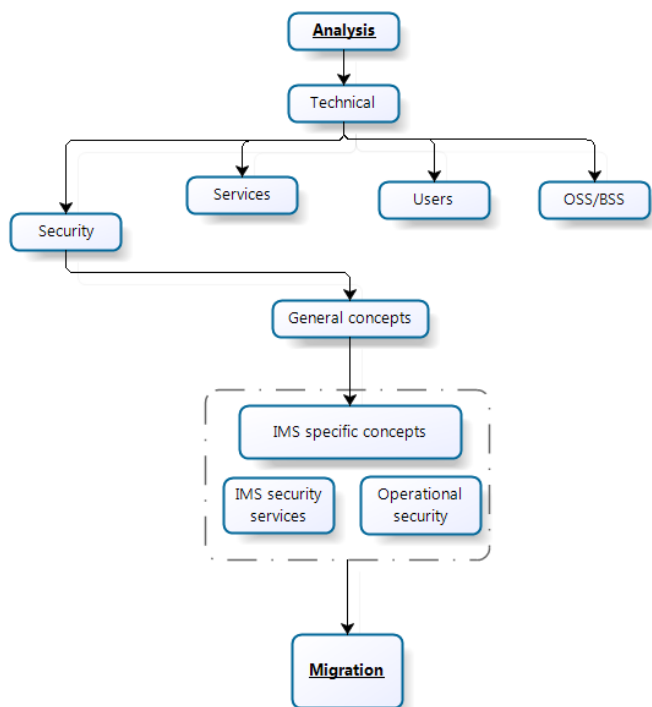 Analysis
Technical
Services
Users
OSS/BSS
Security
General concepts
IMS specific concepts
IMS security
services
Operational
security
Migration